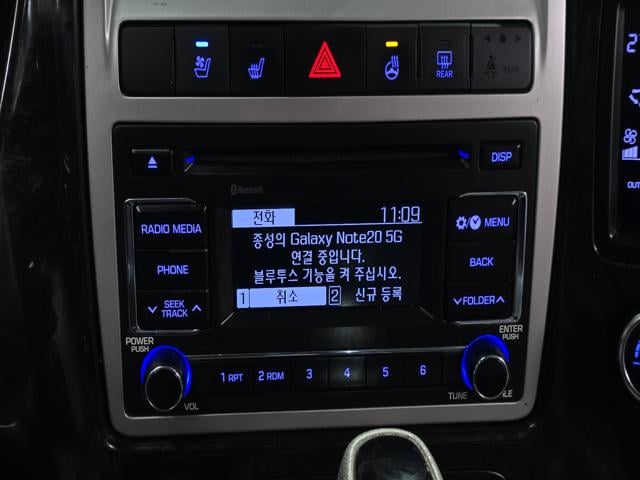 REAR
REAR
DISP
Bluetooth
전화 11:09
종성의 Galaxy Note20 5G
연결 중입니다.
블루투스 기능을 켜 주십시오.
1 취소 2 신규 등록
RADIO MEDIA
PHONE
SEEK
TRACK
MENU
BACK
FOLDER
POWER
PUSH
VOL
1 RPT 2 RDM 3 4 5 6
ENTER
PUSH
TUNE
OUT